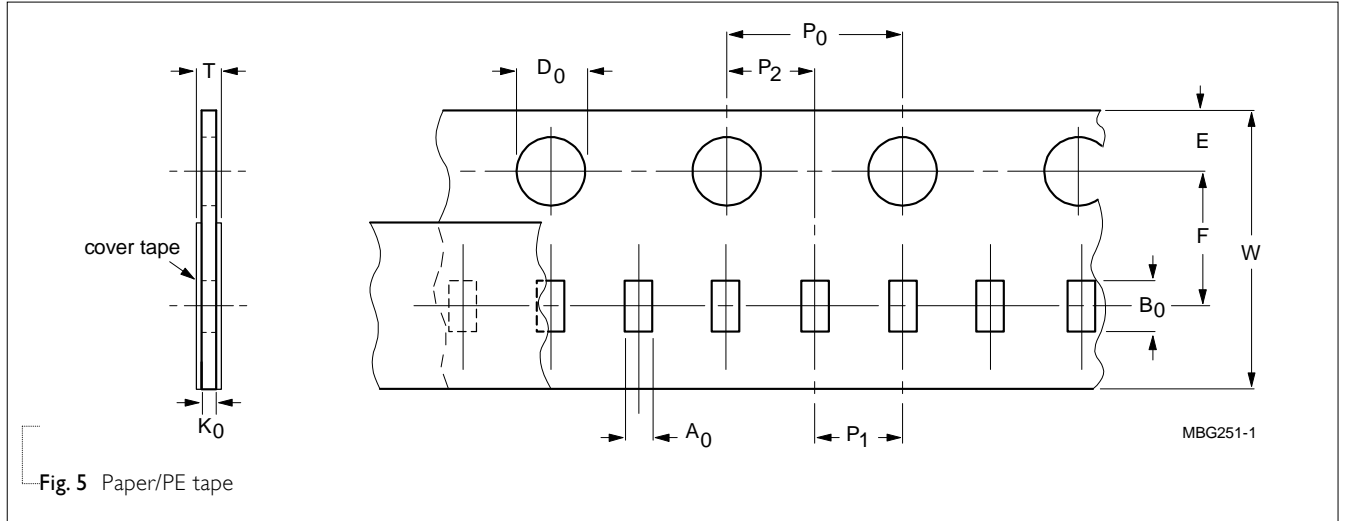 P0
T
D0
P2
E
cover tape
F
W
B0
K0
A0
P1
MBG251-1
Fig. 5 Paper/PE tape